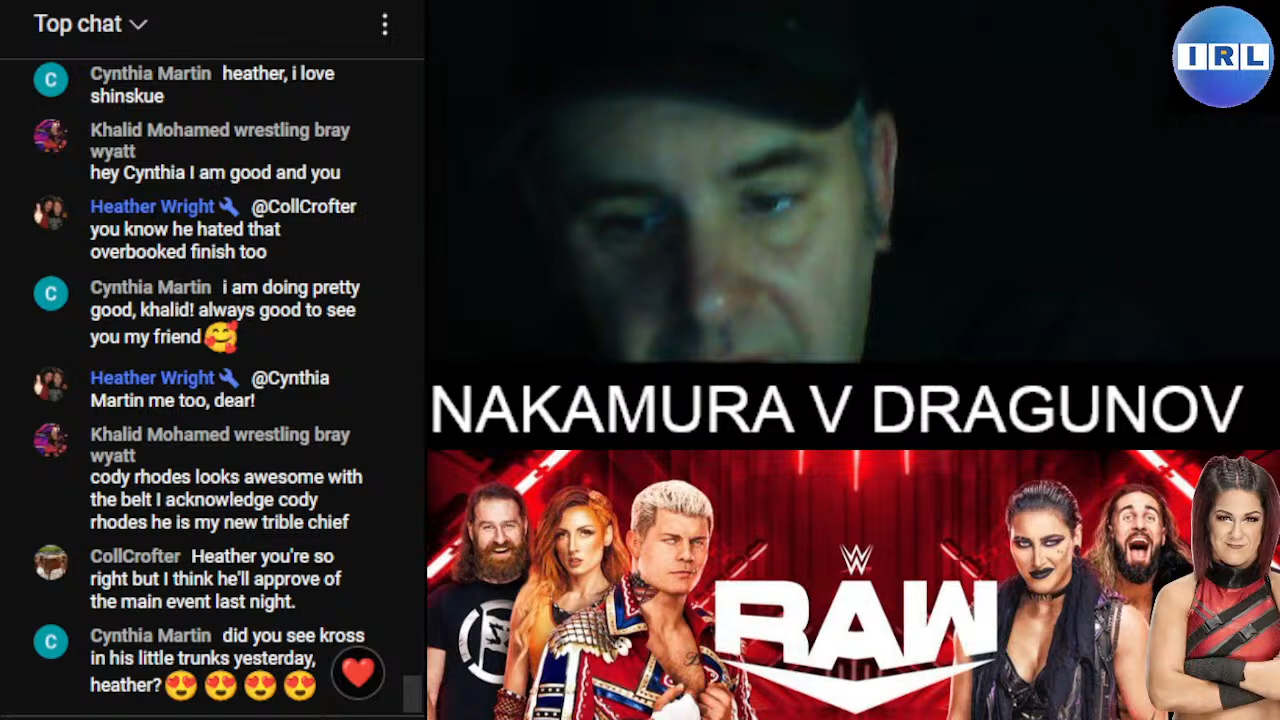 Top chat
Cynthia Martin heather, i love
shinskue
Khalid Mohamed wrestling bray
wyatt
hey Cynthia I am good and you
Heather Wright @CollCrofter
you know he hated that
overbooked finish too
Cynthia Martin i am doing pretty
good, khalid! always good to see
you my friend
Heather Wright @Cynthia
Martin me too, dear!
Khalid Mohamed wrestling bray
wyatt
cody rhodes looks awesome with
the belt I acknowledge cody
rhodes he is my new trible chief
CollCrofter Heather you're so
right but I think he'll approve of
the main event last night.
Cynthia Martin did you see kross
in his little trunks yesterday,
heather?
C
C
C
IRL
NAKAMURA V DRAGUNOV
W
RAW